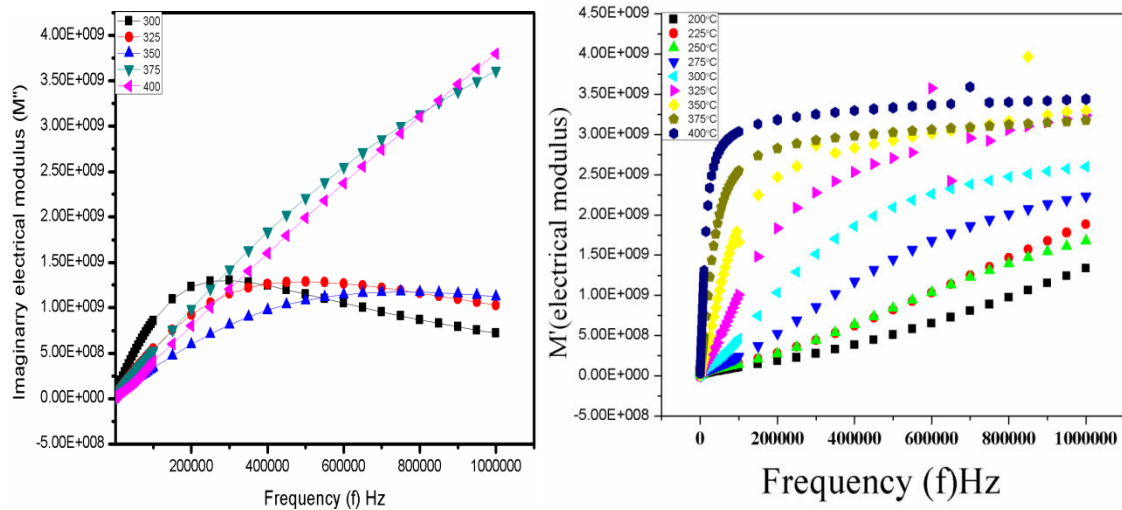 Imaginarry electrical modulus (M'')
4.00E+009
3.50E+009
3.00E+009
2.50E+009
2.00E+009
1.50E+009
1.00E+009
5.00E+008
0.00E+000
-5.00E+008
300
325
350
375
400
200000 400000 600000 800000 1000000
Frequency (f) Hz
M'(electrical modulus)
4.50E+009
4.00E+009
3.50E+009
3.00E+009
2.50E+009
2.00E+009
1.50E+009
1.00E+009
5.00E+008
0.00E+000
-5.00E+008
200°C
225°C
250°C
275°C
300°C
325°C
350°C
375°C
400°C
0 200000 400000 600000 800000 1000000
Frequency (f)Hz